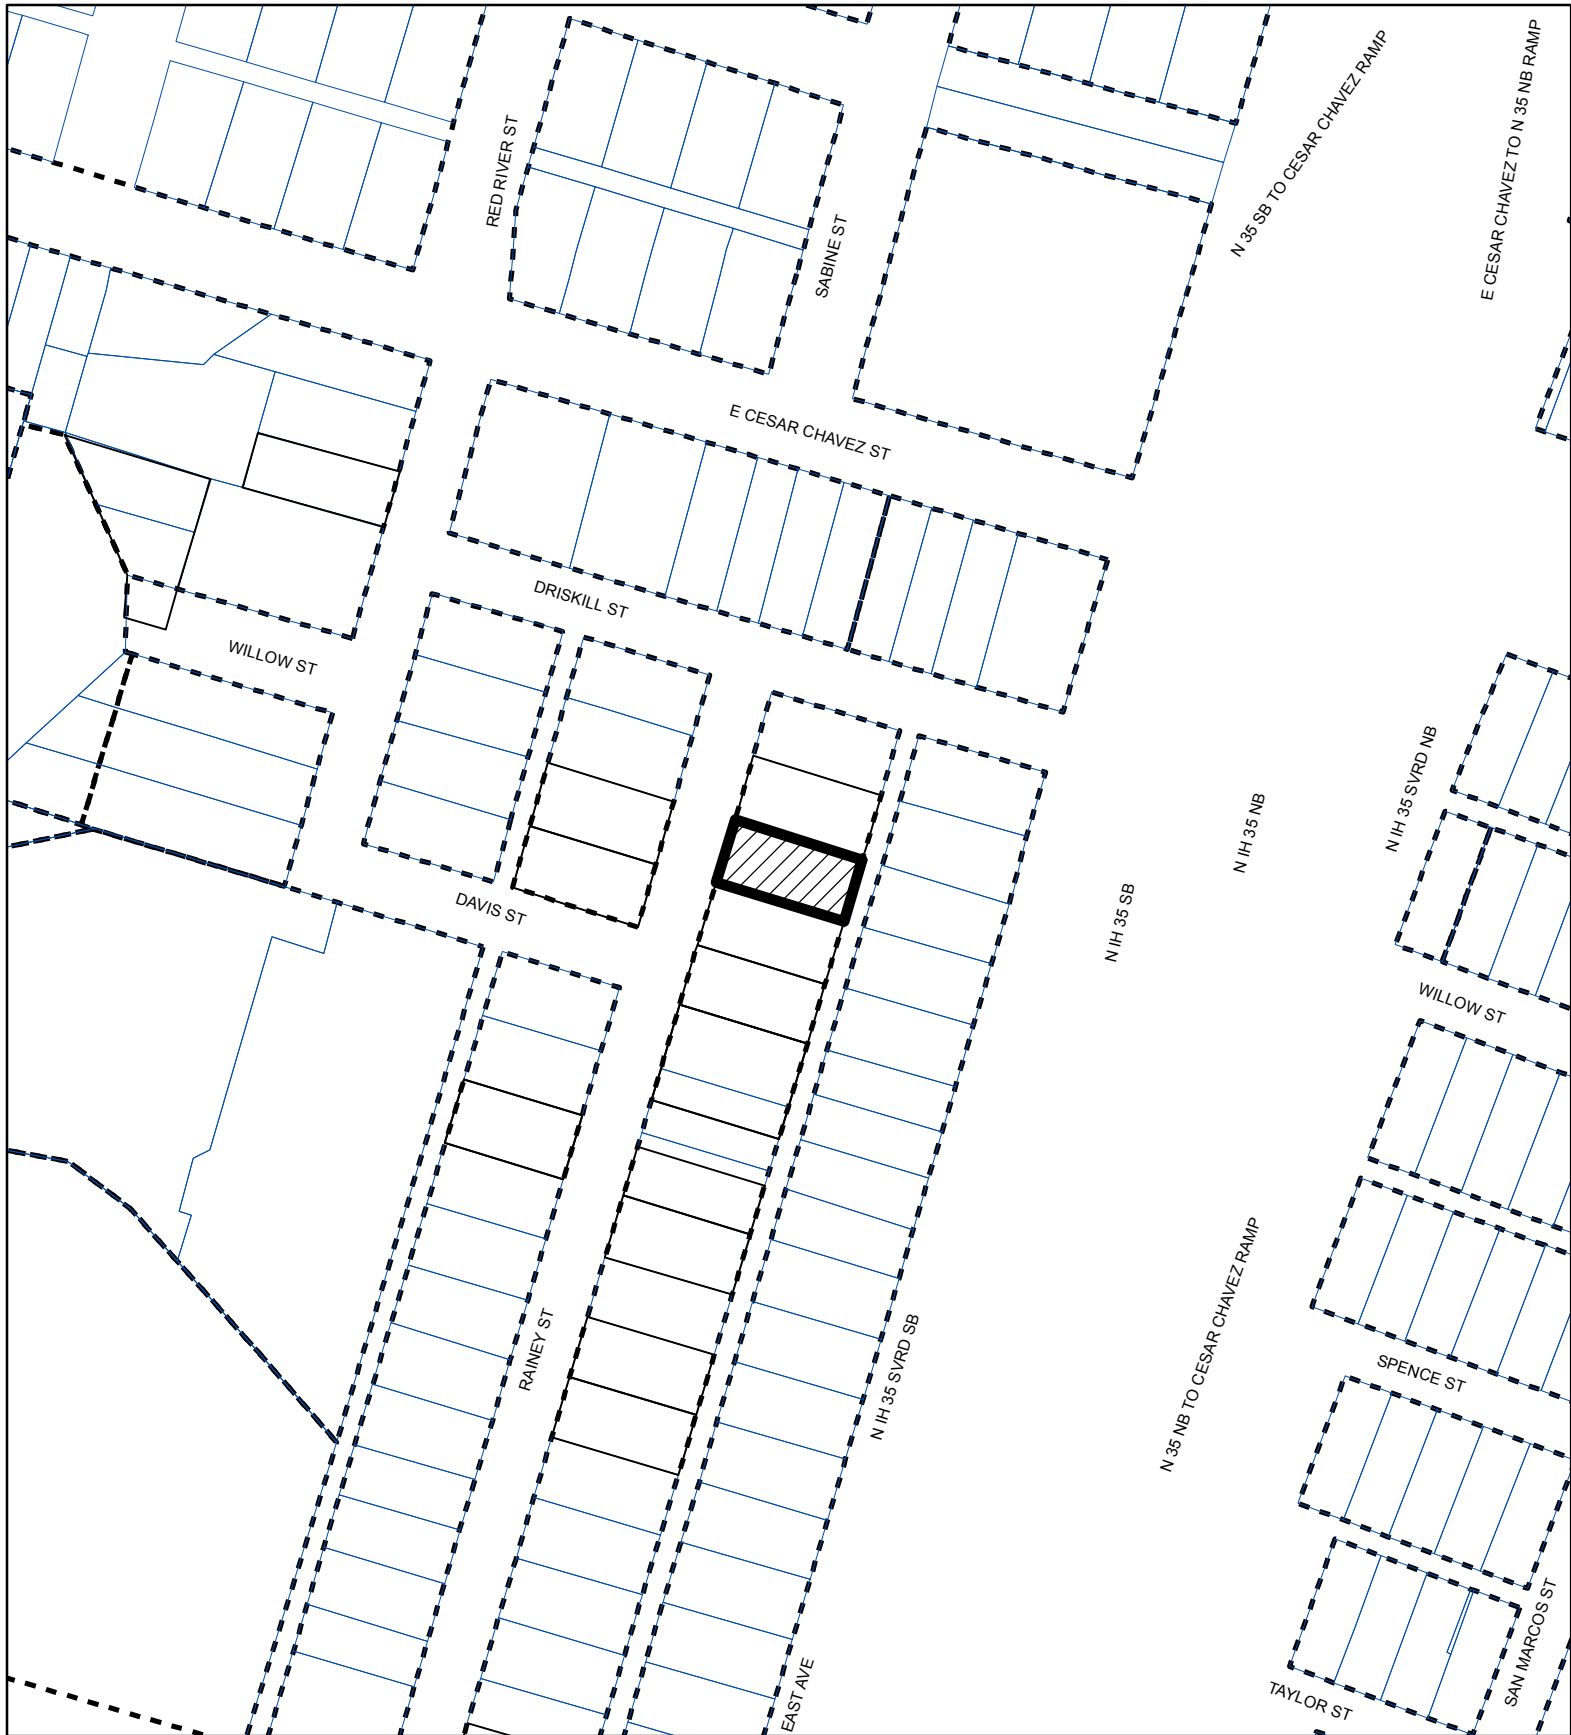 N 35 SB TO CESAR CHAVEZ RAMP
E CESAR CHAVEZ TO N 35 NB RAMP
RED RIVER ST
SABINE ST
E CESAR CHAVEZ ST
DRISKILL ST
WILLOW ST
N IH 35 SVRD NB
N IH 35 NB
DAVIS ST
N IH 35 SB
WILLOW ST
N 35 NB TO CESAR CHAVEZ RAMP
RAINEY ST
N IH 35 SVRD SB
SPENCE ST
SAN MARCOS ST
EAST AVE
TAYLOR ST